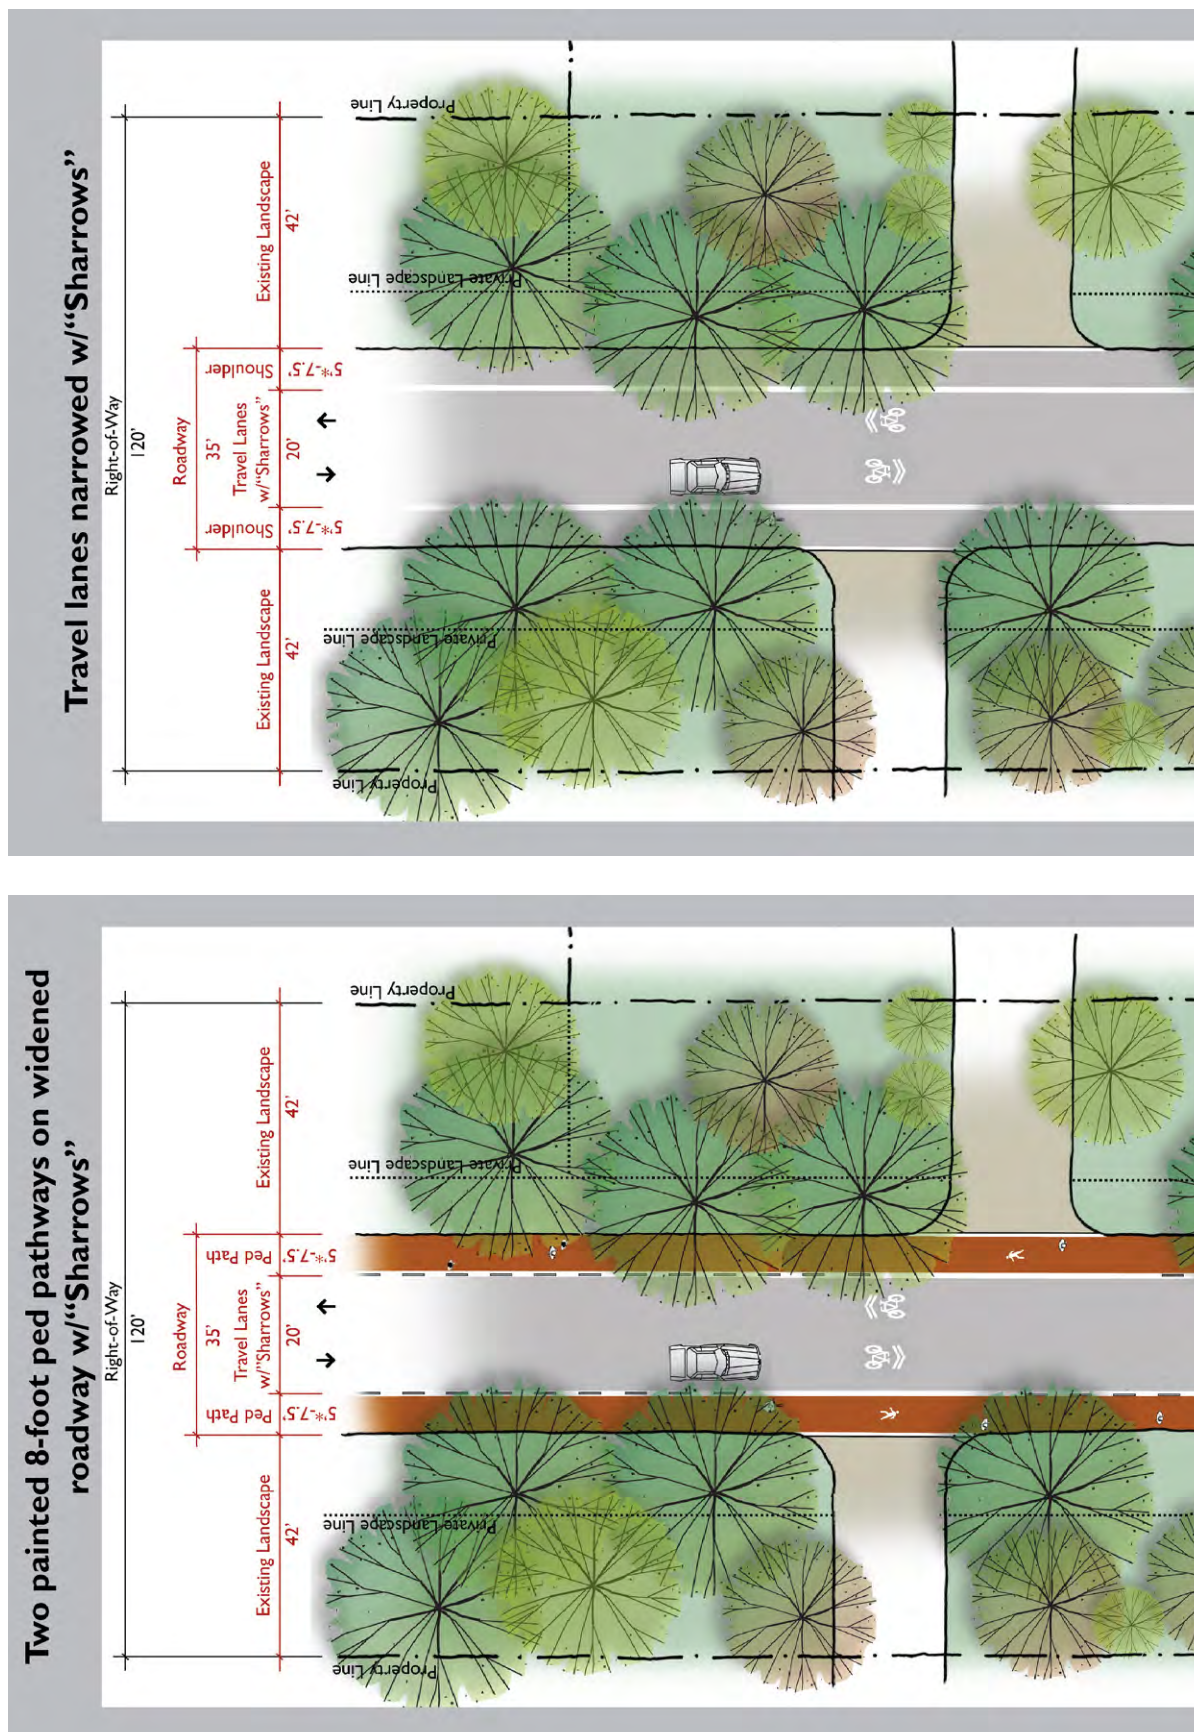 Travel lanes narrowed w/“Sharrows”
Right-of-Way
120'
Roadway
35'
Existing Landscape
42'
Shoulder
5'*-7.5'
Travel Lanes
w/“Sharrows”
20'
Shoulder
5'*-7.5'
Existing Landscape
42'
Property Line
Private Landscape Line
Private Landscape Line
Property Line
Two painted 8-foot ped pathways on widened
roadway w/“Sharrows”
Right-of-Way
120'
Roadway
35'
Existing Landscape
42'
Ped Path
5'*-7.5'
Travel Lanes
w/“Sharrows”
20'
Ped Path
5'*-7.5'
Existing Landscape
42'
Property Line
Private Landscape Line
Private Landscape Line
Property Line